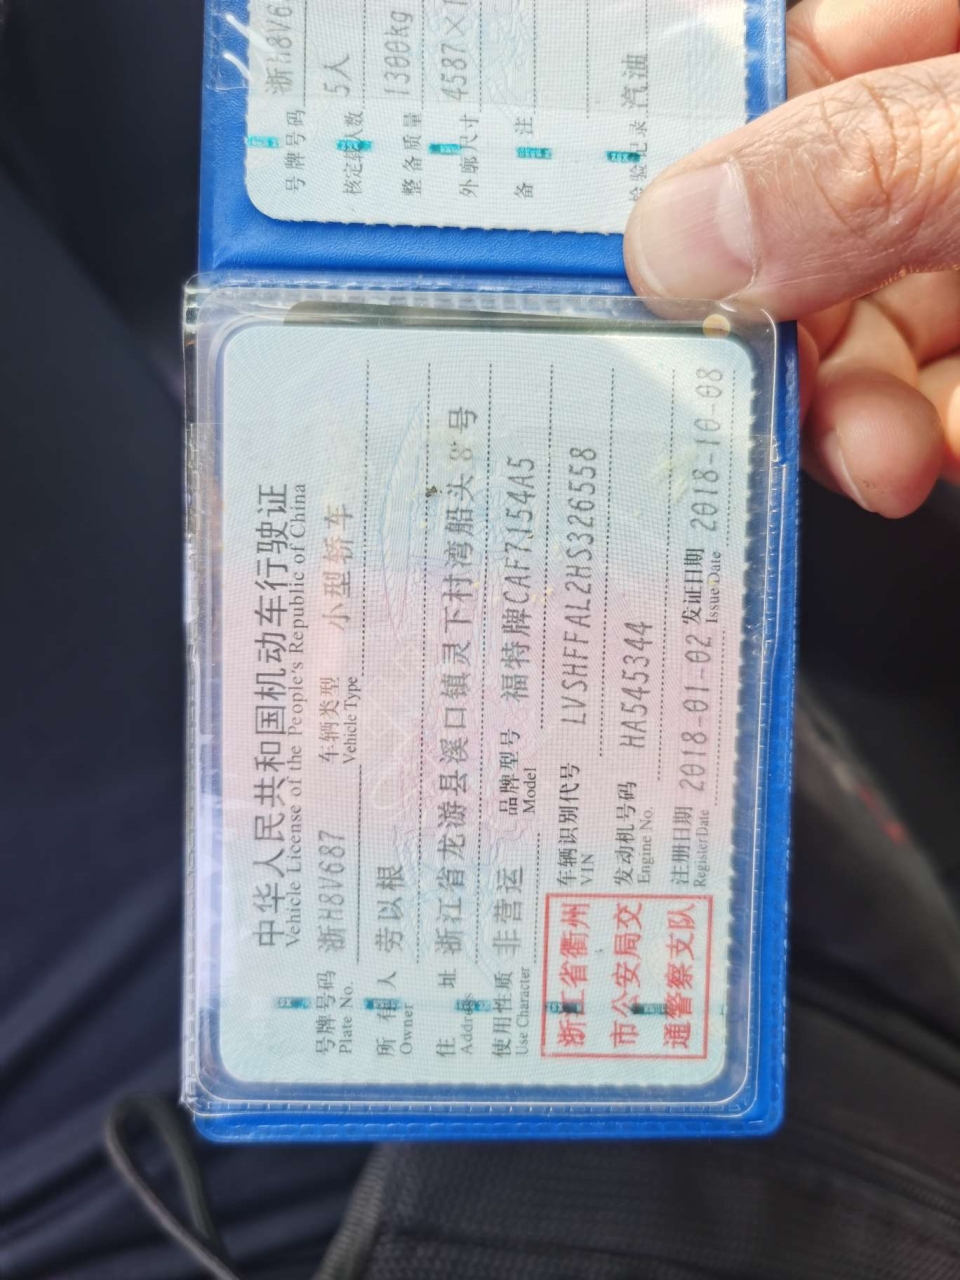 号牌号码 浙H8V6
核定载人数 5人
整备质量 1300kg
外廓尺寸 4587×1
备注
检验记录 汽油
中华人民共和国机动车行驶证
Vehicle License of the People's Republic of China
号牌号码 浙H8V687 车辆类型 小型轿车
Plate No. Vehicle Type
所有人 劳以根
Owner
住址 浙江省龙游县溪口镇灵下村湾船头8号
Address
使用性质 非营运 品牌型号 福特牌CAF7154A5
Use Character Model
浙江省衢州
市公安局交
通警察支队
车辆识别代号 LVSHFFAL2HS326558
VIN
发动机号码 HA545344
Engine No.
注册日期 2018-01-02 发证日期 2018-10-08
Register Date Issue Date